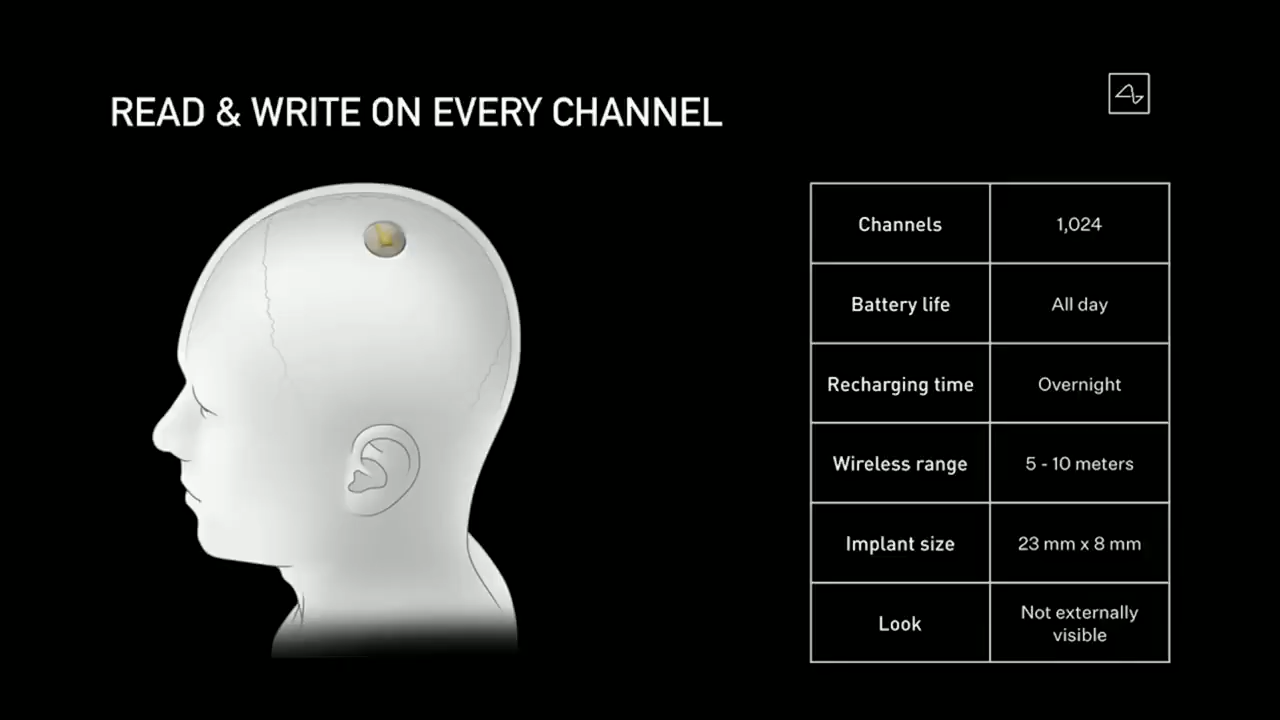 READ & WRITE ON EVERY CHANNEL
Channels 1,024
Battery life All day
Recharging time Overnight
Wireless range 5 - 10 meters
Implant size 23 mm x 8 mm
Look Not externally
visible